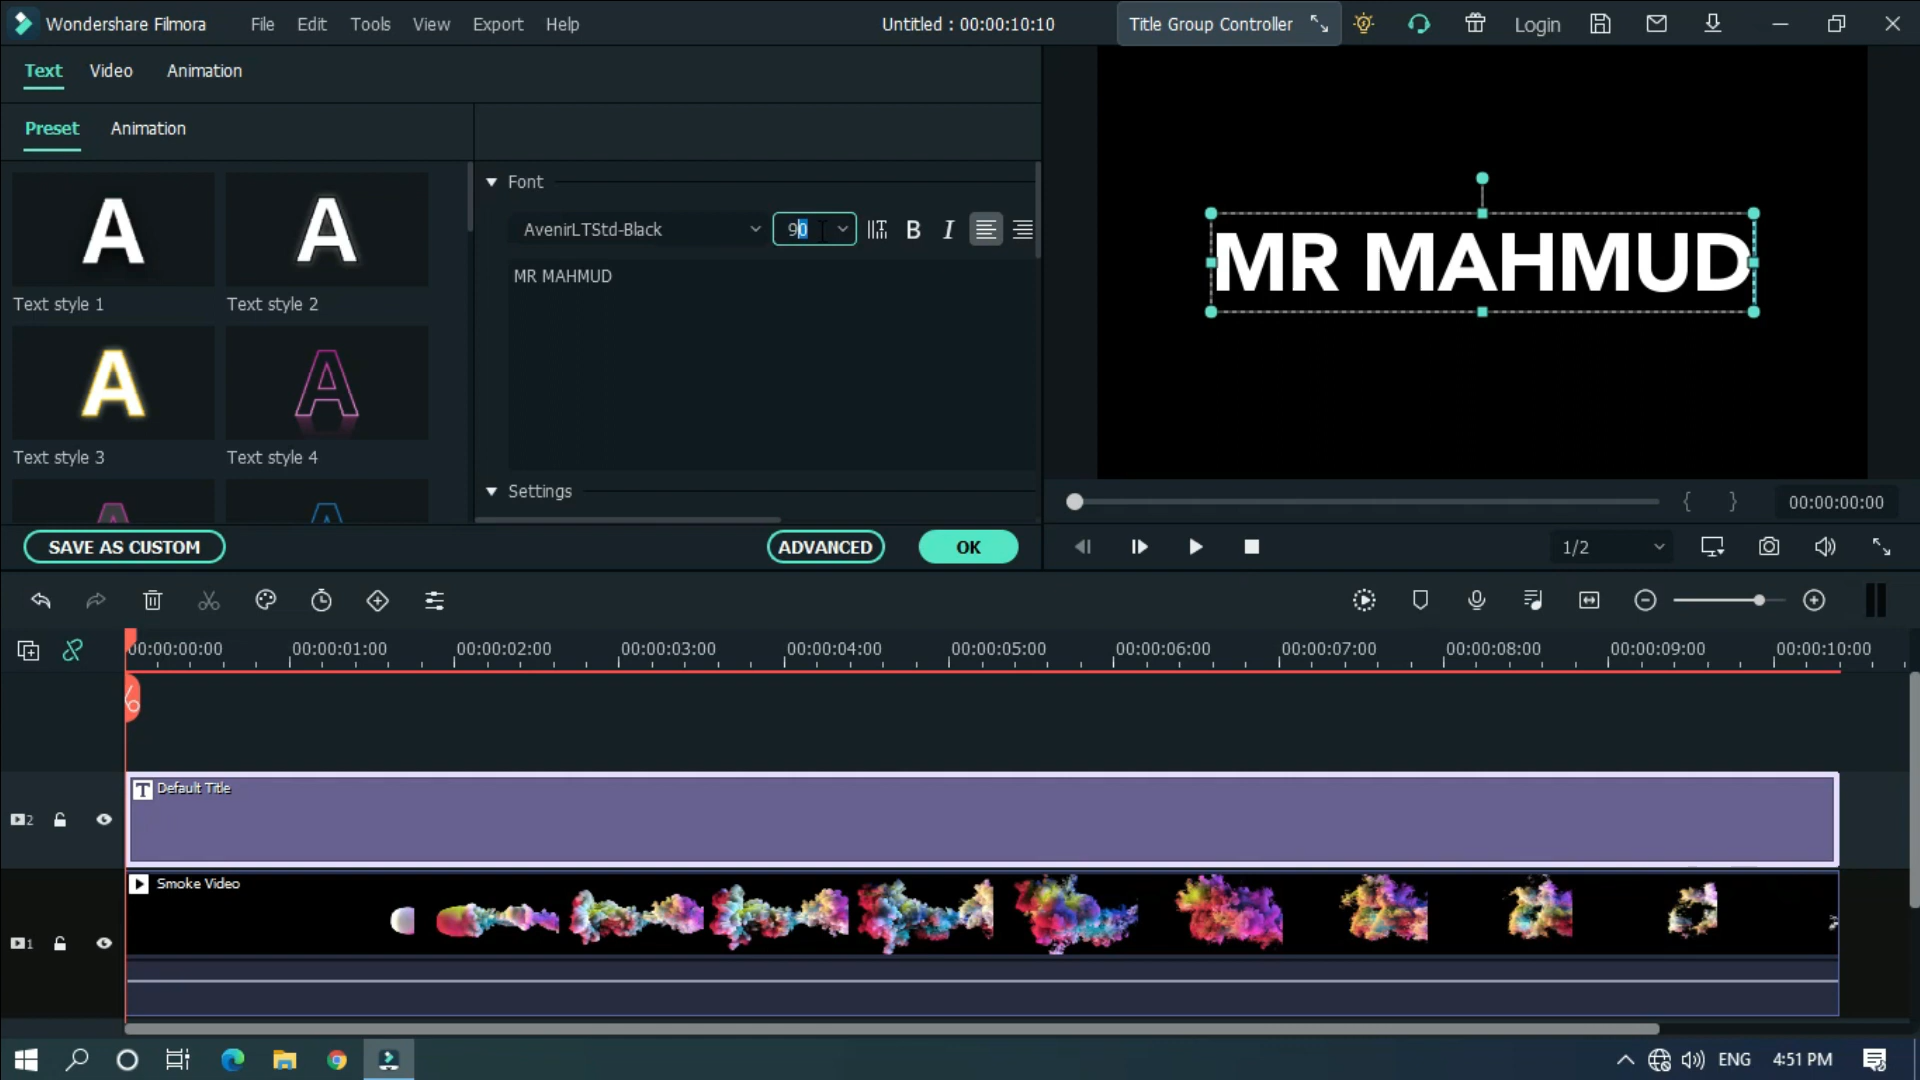 Wondershare Filmora File Edit Tools View Export Help Untitled : 00:00:10:10 Title Group Controller Login
Text Video Animation
Preset Animation
Font
AvenirLTStd-Black 90 B I
MR MAHMUD
A A
Text style 1 Text style 2
A A
Text style 3 Text style 4
A A
Settings
SAVE AS CUSTOM ADVANCED OK
MR MAHMUD
{ } 00:00:00:00
1/2
00:00:00:00 00:00:01:00 00:00:02:00 00:00:03:00 00:00:04:00 00:00:05:00 00:00:06:00 00:00:07:00 00:00:08:00 00:00:09:00 00:00:10:00
T Default Title
2
Smoke Video
1
ENG 4:51 PM